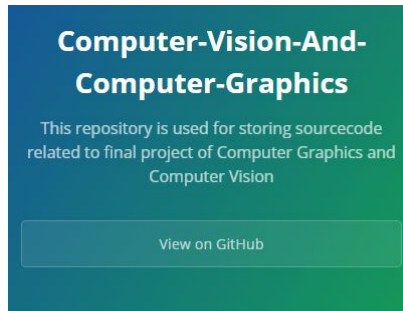 Computer-Vision-And-
Computer-Graphics
This repository is used for storing sourcecode
related to final project of Computer Graphics and
Computer Vision
View on GitHub